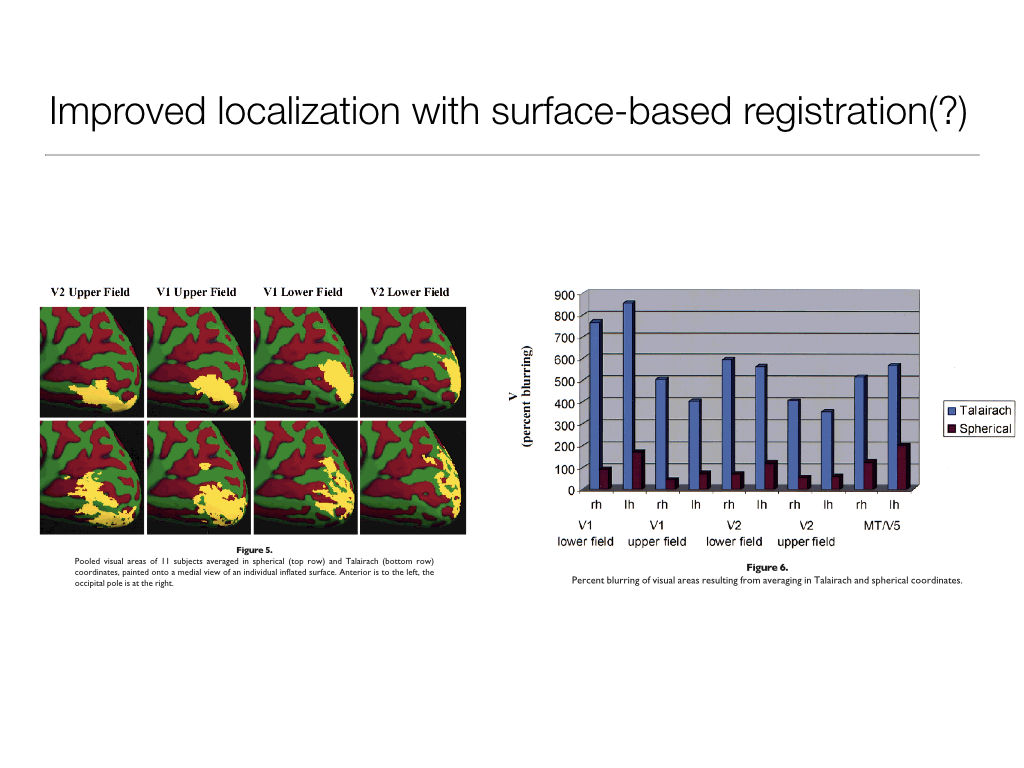 Improved localization with surface-based registration(?)
V2 Upper Field V1 Upper Field V1 Lower Field V2 Lower Field
Figure 5.
Pooled visual areas of 11 subjects averaged in spherical (top row) and Talairach (bottom row)
coordinates, painted onto a medial view of an individual inflated surface. Anterior is to the left, the
occipital pole is at the right.
V
(percent blurring)
900
800
700
600
500
400
300
200
100
0
rh lh rh lh rh lh rh lh rh lh
V1 V1 V2 V2 MT/V5
lower field upper field lower field upper field
Talairach
Spherical
Figure 6.
Percent blurring of visual areas resulting from averaging in Talairach and spherical coordinates.